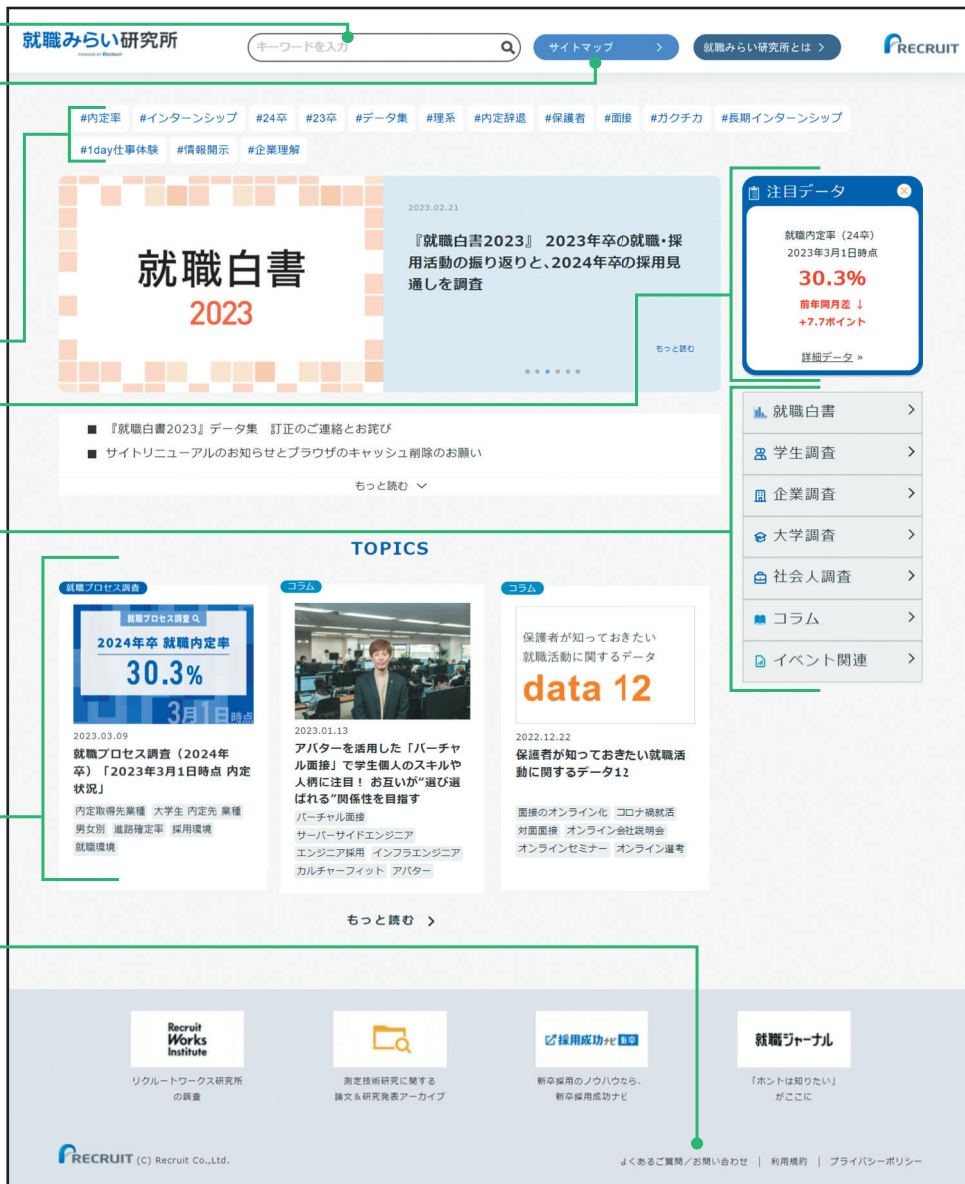 就職みらい研究所
キーワードを入力
サイトマップ
就職みらい研究所とは
RECRUIT
#内定率 #インターンシップ #24卒 #23卒 #データ集 #理系 #内定辞退 #保護者 #面接 #ガクチカ #長期インターンシップ
#1day仕事体験 #情報開示 #企業理解
就職白書
2023
2023.02.21
『就職白書2023』 2023年卒の就職・採
用活動の振り返りと、2024年卒の採用見
通しを調査
もっと読む
注目データ
就職内定率（24卒）
2023年3月1日時点
30.3%
前年同月差 ↓
+7.7ポイント
詳細データ »
■ 『就職白書2023』データ集 訂正のご連絡とお詫び
■ サイトリニューアルのお知らせとブラウザのキャッシュ削除のお願い
もっと読む
就職白書
学生調査
企業調査
大学調査
社会人調査
コラム
イベント関連
TOPICS
就職プロセス調査
就職プロセス調査
2024年卒 就職内定率
30.3%
3月1日時点
2023.03.09
就職プロセス調査（2024年
卒）「2023年3月1日時点 内定
状況」
内定取得先業種 大学生 内定先 業種
男女別 進路確定率 採用環境
就職環境
コラム
2023.01.13
アバターを活用した「バーチャ
ル面接」で学生個人のスキルや
人柄に注目！ お互いが“選び選
ばれる”関係性を目指す
バーチャル面接
サーバーサイドエンジニア
エンジニア採用 インフラエンジニア
カルチャーフィット アバター
コラム
保護者が知っておきたい
就職活動に関するデータ
data 12
2022.12.22
保護者が知っておきたい就職活
動に関するデータ12
面接のオンライン化 コロナ禍就活
対面面接 オンライン会社説明会
オンラインセミナー オンライン選考
もっと読む
Recruit
Works
Institute
リクルートワークス研究所
の調査
測定技術研究に関する
論文＆研究発表アーカイブ
採用成功ナビ 新卒
新卒採用のノウハウなら、
新卒採用成功ナビ
就職ジャーナル
「ホントは知りたい」
がここに
RECRUIT (C) Recruit Co.,Ltd.
よくあるご質問／お問い合わせ | 利用規約 | プライバシーポリシー